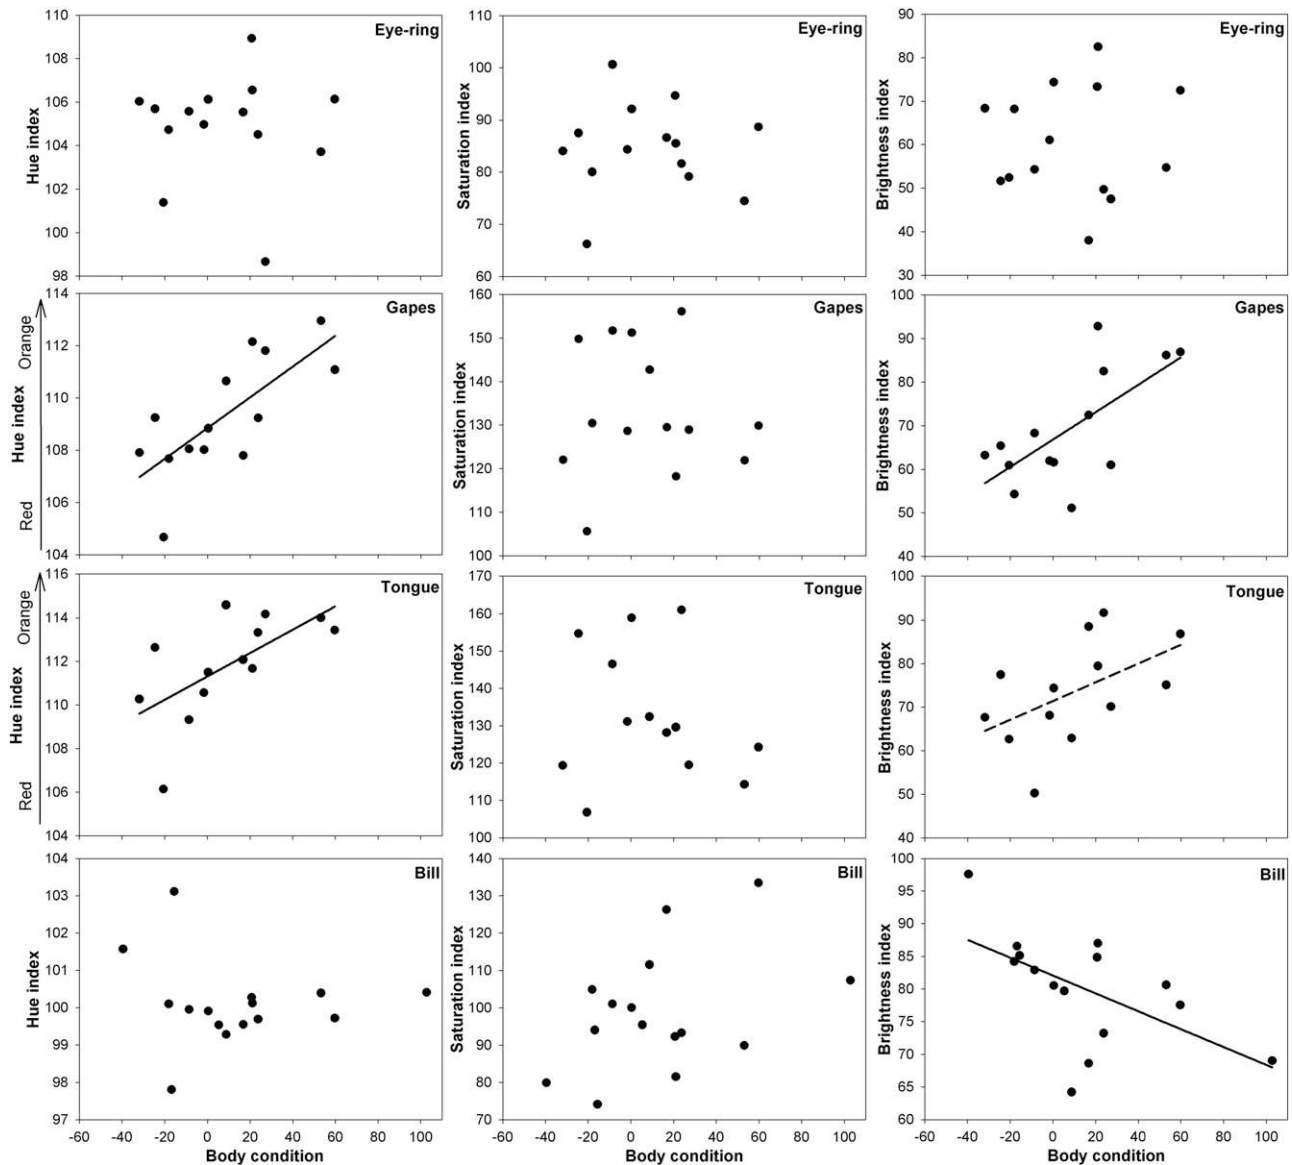 Eye-ring
Hue index
110
108
106
104
102
100
98
Eye-ring
Saturation index
100
90
80
70
60
Eye-ring
Brightness index
90
80
70
60
50
40
30
Gapes
Orange
Hue index
Red
114
112
110
108
106
104
Gapes
Saturation index
160
150
140
130
120
110
100
Gapes
Brightness index
100
90
80
70
60
50
40
Tongue
Orange
Hue index
Red
116
114
112
110
108
106
104
Tongue
Saturation index
170
160
150
140
130
120
110
100
Tongue
Brightness index
100
90
80
70
60
50
40
Bill
Hue index
104
103
102
101
100
99
98
97
-60 -40 -20 0 20 40 60 80 100
Body condition
Bill
Saturation index
140
130
120
110
100
90
80
70
-60 -40 -20 0 20 40 60 80 100
Body condition
Bill
Brightness index
100
95
90
85
80
75
70
65
60
-60 -40 -20 0 20 40 60 80 100
Body condition